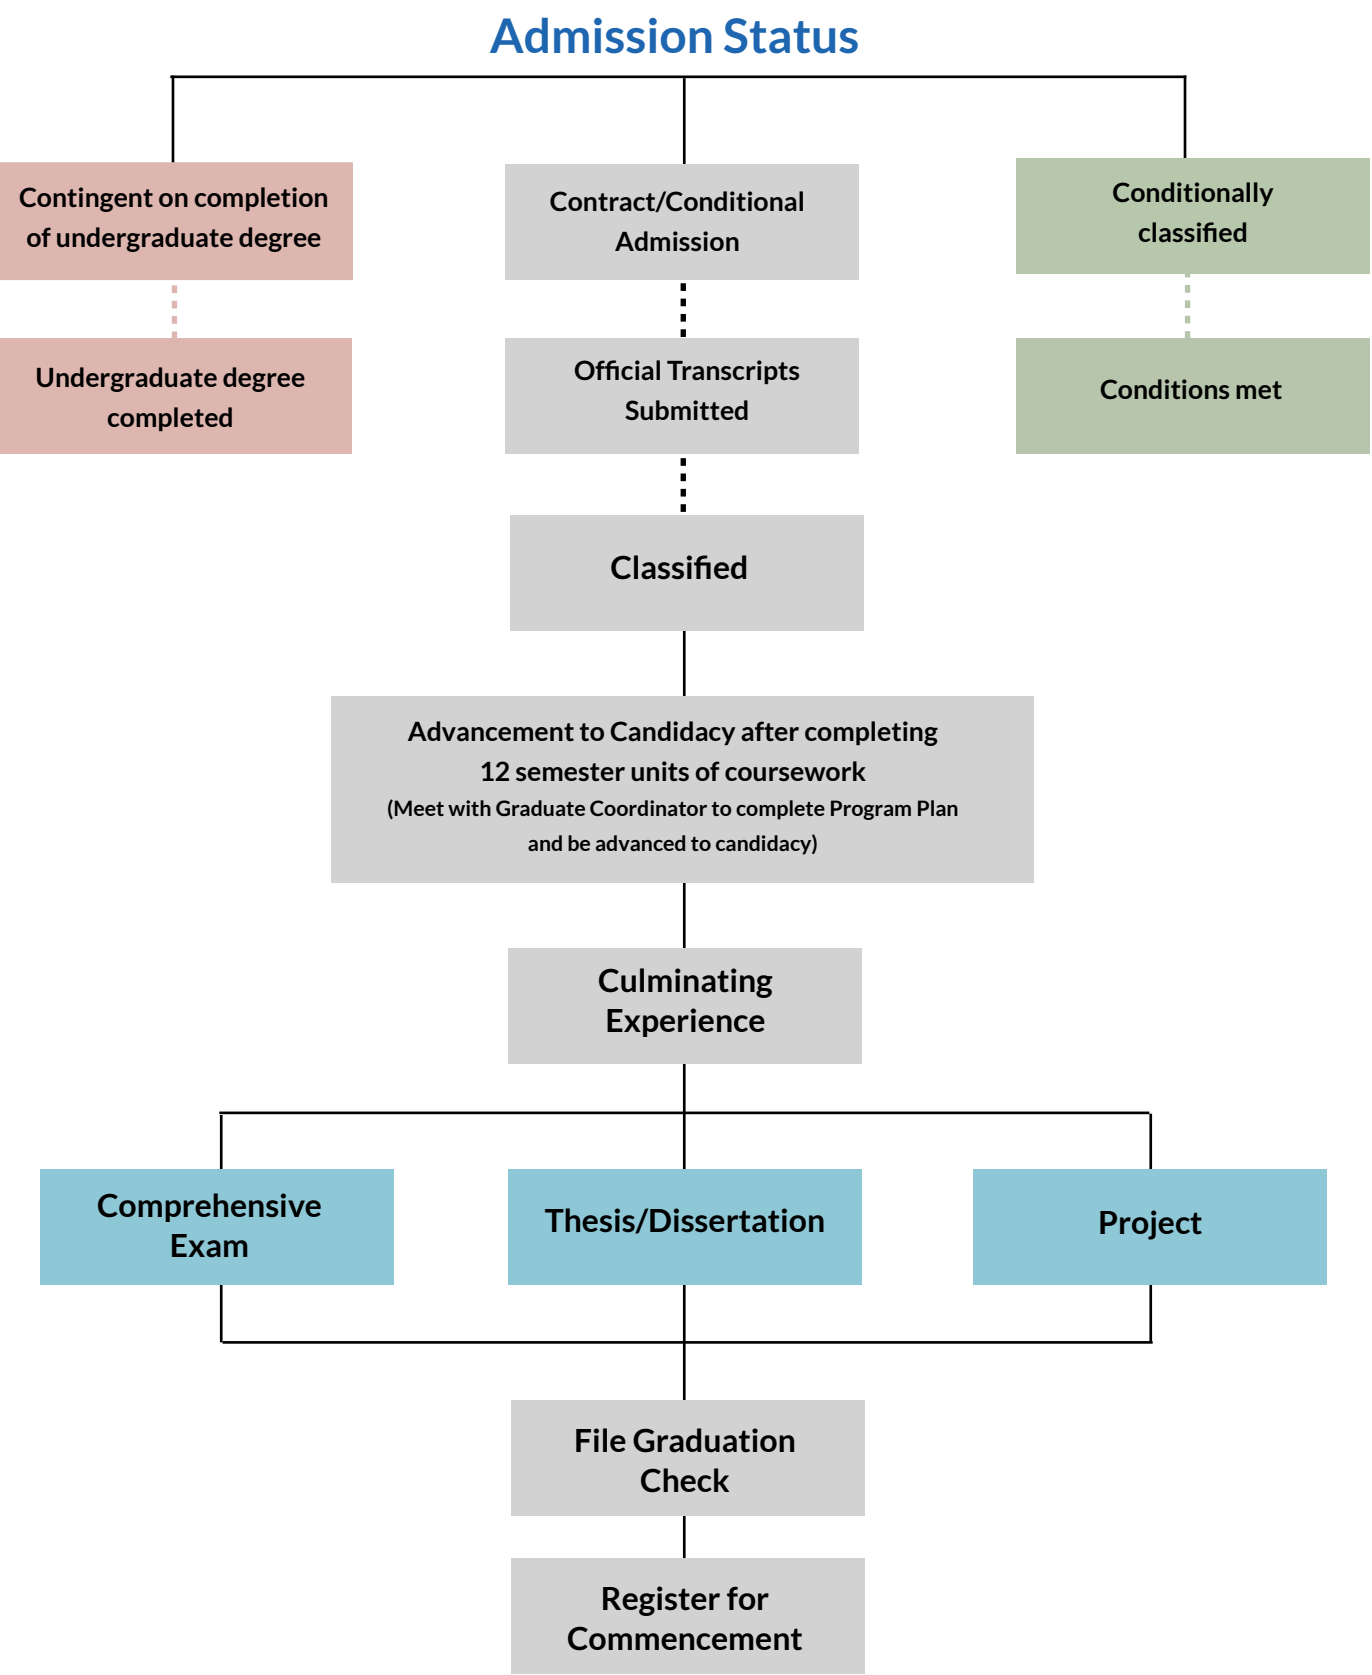 Admission Status
Contingent on completion
of undergraduate degree
Contract/Conditional
Admission
Conditionally
classified
Undergraduate degree
completed
Official Transcripts
Submitted
Conditions met
Classified
Advancement to Candidacy after completing
12 semester units of coursework
(Meet with Graduate Coordinator to complete Program Plan
and be advanced to candidacy)
Culminating
Experience
Comprehensive
Exam
Thesis/Dissertation
Project
File Graduation
Check
Register for
Commencement